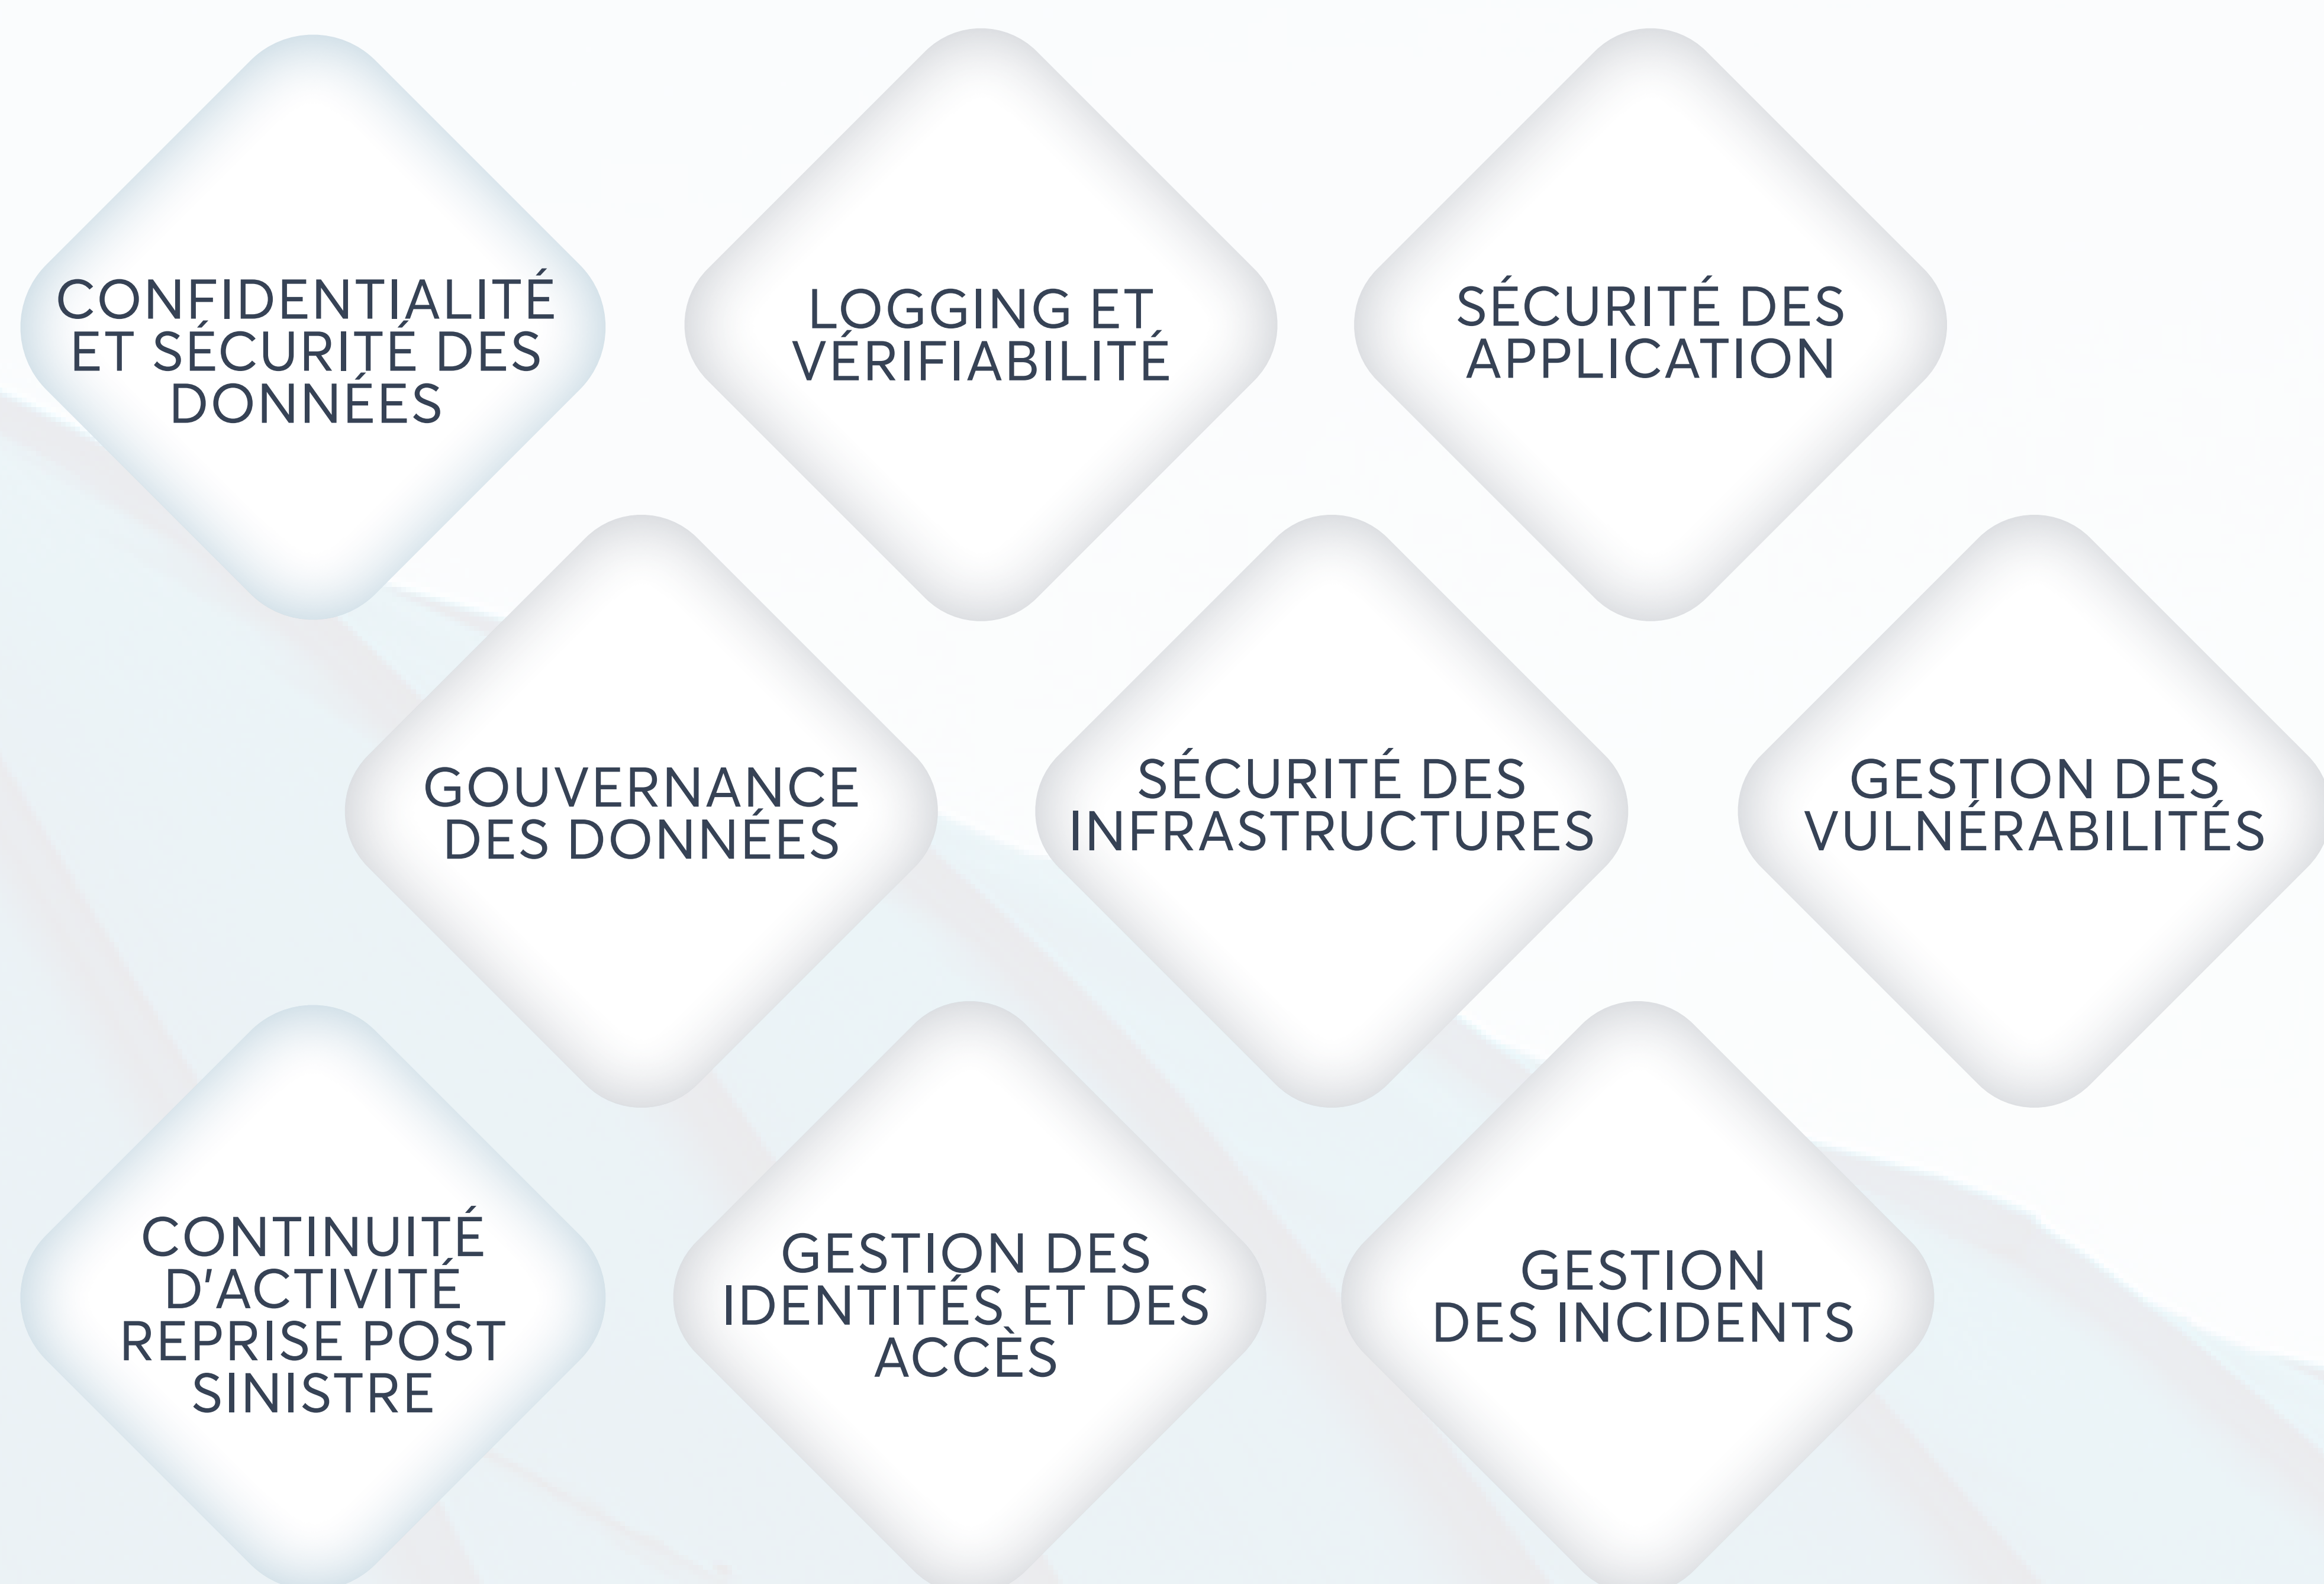 CONFIDENTIALITÉ
ET SÉCURITÉ DES
DONNÉES
LOGGING ET
VÉRIFIABILITÉ
SÉCURITÉ DES
APPLICATION
GOUVERNANCE
DES DONNÉES
SÉCURITÉ DES
INFRASTRUCTURES
GESTION DES
VULNÉRABILITÉS
CONTINUITÉ
D'ACTIVITÉ
REPRISE POST
SINISTRE
GESTION DES
IDENTITÉS ET DES
ACCÈS
GESTION
DES INCIDENTS